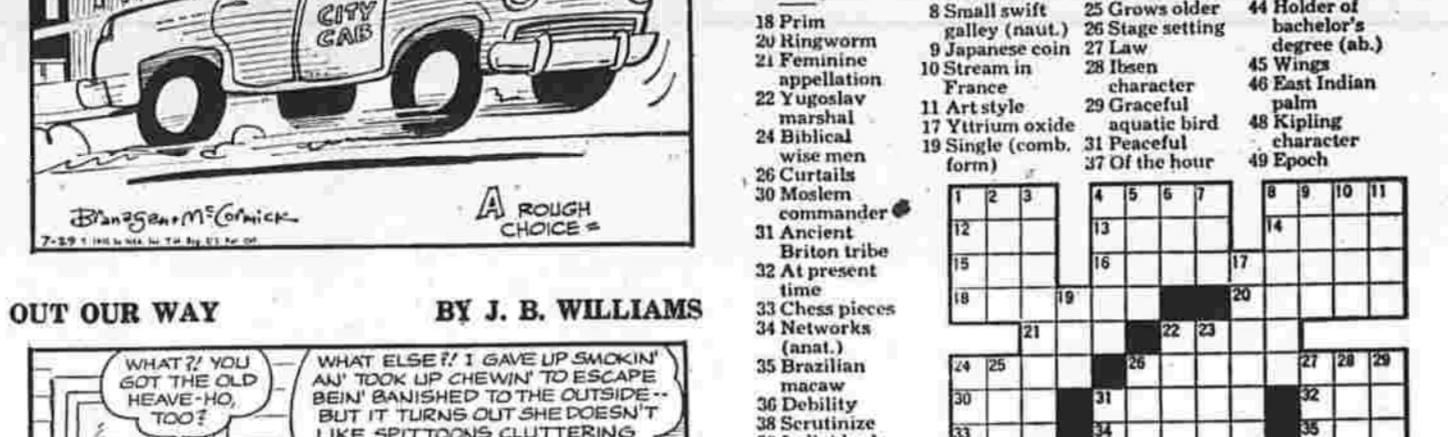 CITY
CAB
Branagan + McCormick
7-29
A ROUGH
CHOICE =
OUT OUR WAY
BY J. B. WILLIAMS
WHAT?! YOU
GOT THE OLD
HEAVE-HO,
TOO?
WHAT ELSE?! I GAVE UP SMOKIN'
AN' TOOK UP CHEWIN' TO ESCAPE
BEIN' BANISHED TO THE OUTSIDE--
BUT IT TURNS OUT SHE DOESN'T
LIKE SPITTOONS CLUTTERING
18 Prim
20 Ringworm
21 Feminine
appellation
22 Yugoslav
marshal
24 Biblical
wise men
26 Curtails
30 Moslem
commander
31 Ancient
Briton tribe
32 At present
time
33 Chess pieces
34 Networks
(anat.)
35 Brazilian
macaw
36 Debility
38 Scrutinize
8 Small swift
galley (naut.)
9 Japanese coin
10 Stream in
France
11 Art style
17 Yttrium oxide
19 Single (comb.
form)
25 Grows older
26 Stage setting
27 Law
28 Ibsen
character
29 Graceful
aquatic bird
31 Peaceful
37 Of the hour
44 Holder of
bachelor's
degree (ab.)
45 Wings
46 East Indian
palm
48 Kipling
character
49 Epoch
1 2 3 4 5 6 7 8 9 10 11
12 13 14
15 16 17
18 19 20
21 22 23
24 25 26 27 28 29
30 31 32
33 34 35